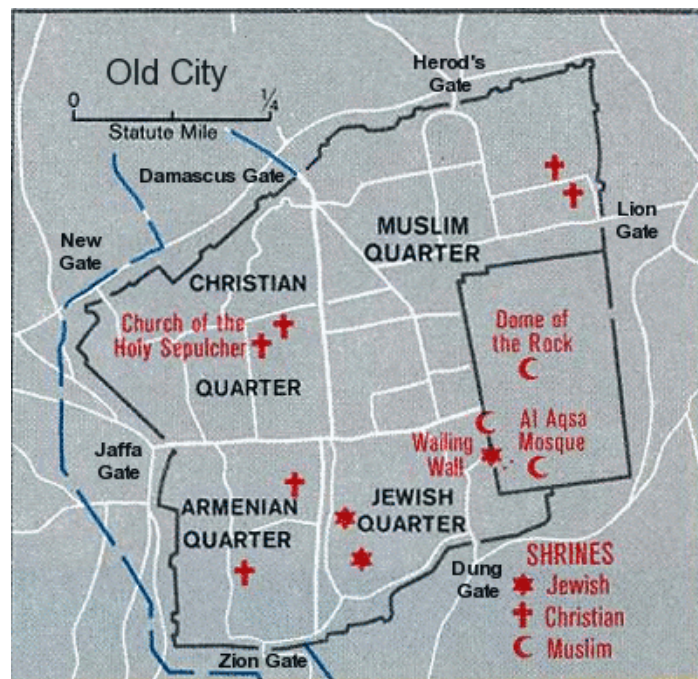 Old City
0 1/4
Statute Mile
Herod's
Gate
Damascus Gate
New
Gate
MUSLIM
QUARTER
Lion
Gate
CHRISTIAN
QUARTER
Church of the
Holy Sepulcher
Dome of
the Rock
Al Aqsa
Mosque
Wailing
Wall
Jaffa
Gate
ARMENIAN
QUARTER
JEWISH
QUARTER
Dung
Gate
Zion Gate
SHRINES
Jewish
Christian
Muslim